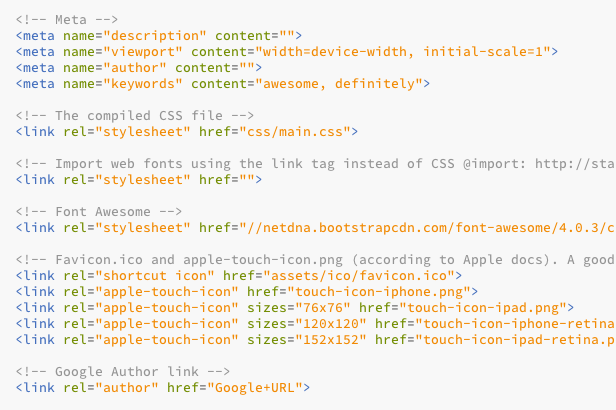 <!-- Meta -->
<meta name="description" content="">
<meta name="viewport" content="width=device-width, initial-scale=1">
<meta name="author" content="">
<meta name="keywords" content="awesome, definitely">
<!-- The compiled CSS file -->
<link rel="stylesheet" href="css/main.css">
<!-- Import web fonts using the link tag instead of CSS @import: http://sta
<link rel="stylesheet" href="">
<!-- Font Awesome -->
<link rel="stylesheet" href="//netdna.bootstrapcdn.com/font-awesome/4.0.3/c
<!-- Favicon.ico and apple-touch-icon.png (according to Apple docs). A good
<link rel="shortcut icon" href="assets/ico/favicon.ico">
<link rel="apple-touch-icon" href="touch-icon-iphone.png">
<link rel="apple-touch-icon" sizes="76x76" href="touch-icon-ipad.png">
<link rel="apple-touch-icon" sizes="120x120" href="touch-icon-iphone-retina
<link rel="apple-touch-icon" sizes="152x152" href="touch-icon-ipad-retina.p
<!-- Google Author link -->
<link rel="author" href="Google+URL">